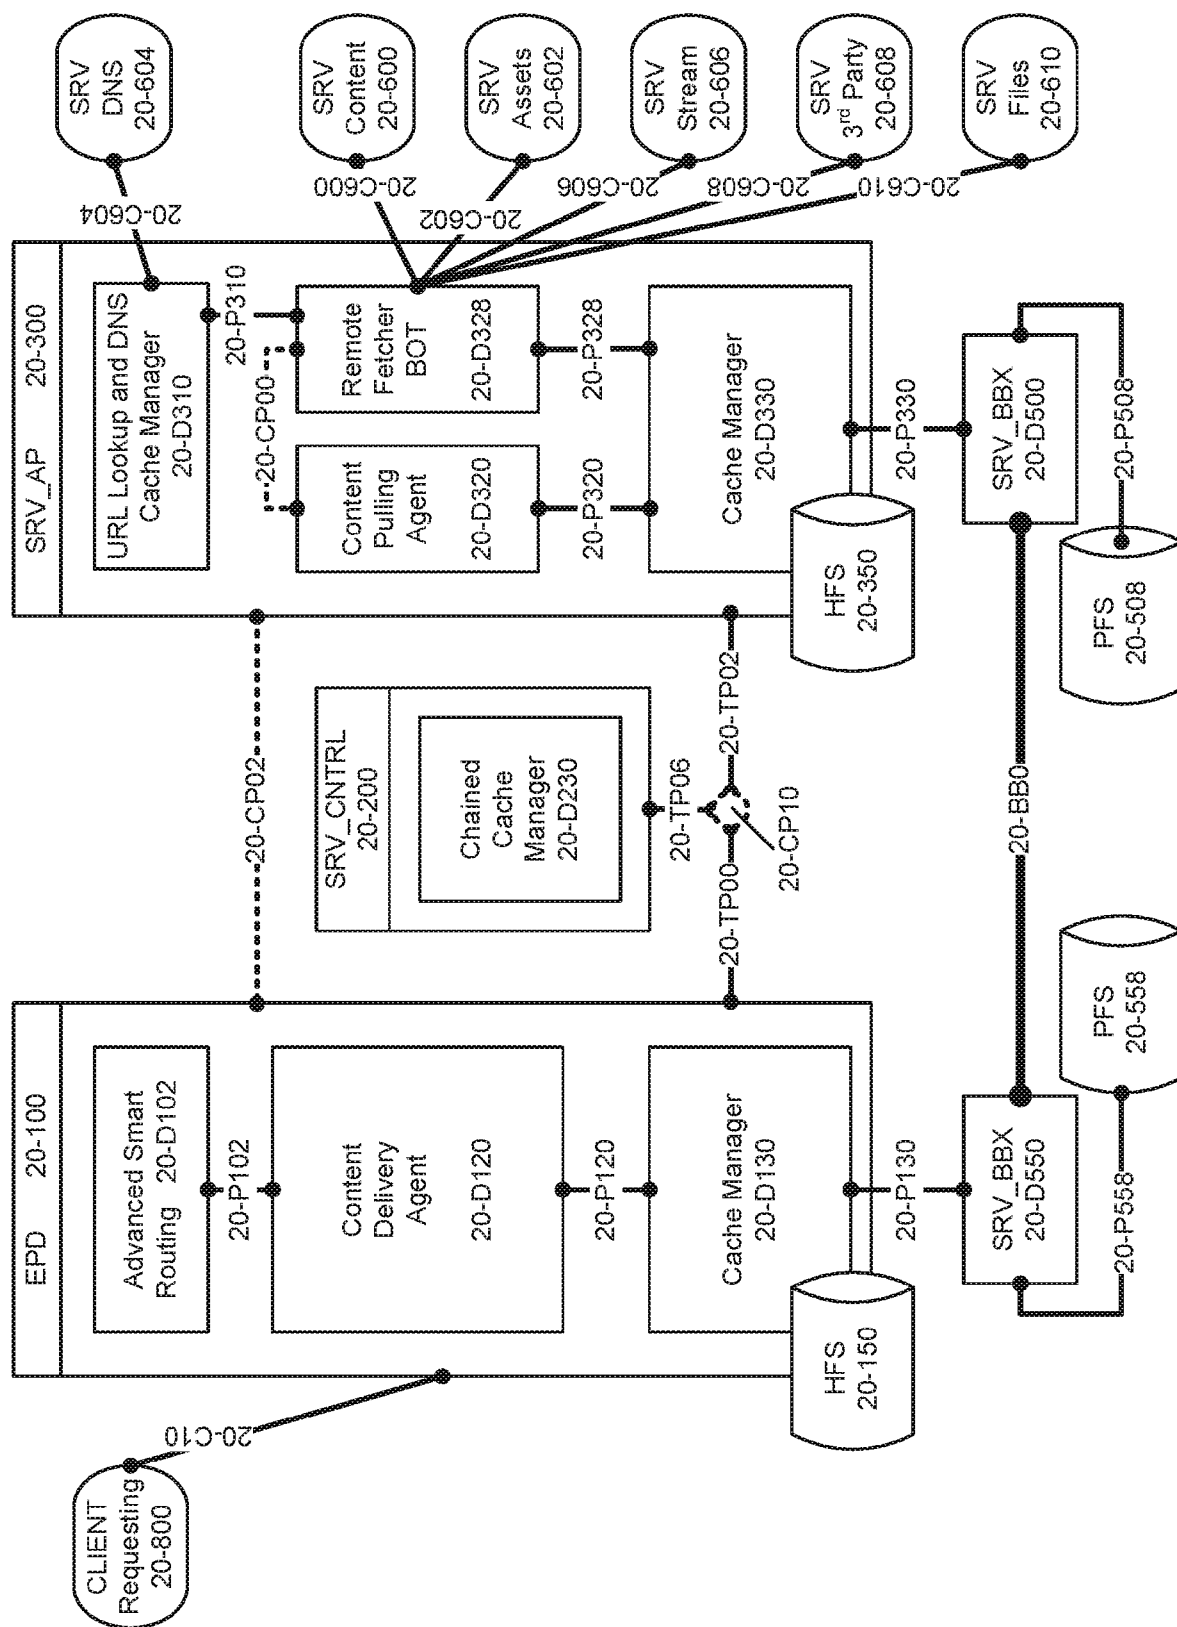 CLIENT
Requesting
20-800
20-C10
EPD 20-100
Advanced Smart
Routing 20-D102
20-P102
Content
Delivery
Agent
20-D120
20-P120
Cache Manager
20-D130
HFS
20-150
20-P130
SRV_BBX
20-D550
20-P558
PFS
20-558
20-CP02
SRV_CNTRL
20-200
Chained
Cache
Manager
20-D230
20-TP06
20-TP00
20-TP02
20-CP10
20-BB0
SRV_AP 20-300
URL Lookup and DNS
Cache Manager
20-D310
20-P310
20-CP00
Content
Pulling
Agent
20-D320
Remote
Fetcher
BOT
20-D328
20-P320
20-P328
Cache Manager
20-D330
HFS
20-350
20-P330
SRV_BBX
20-D500
20-P508
PFS
20-508
20-C604
20-C600
20-C602
20-C606
20-C608
20-C610
SRV
DNS
20-604
SRV
Content
20-600
SRV
Assets
20-602
SRV
Stream
20-606
SRV
3rd Party
20-608
SRV
Files
20-610